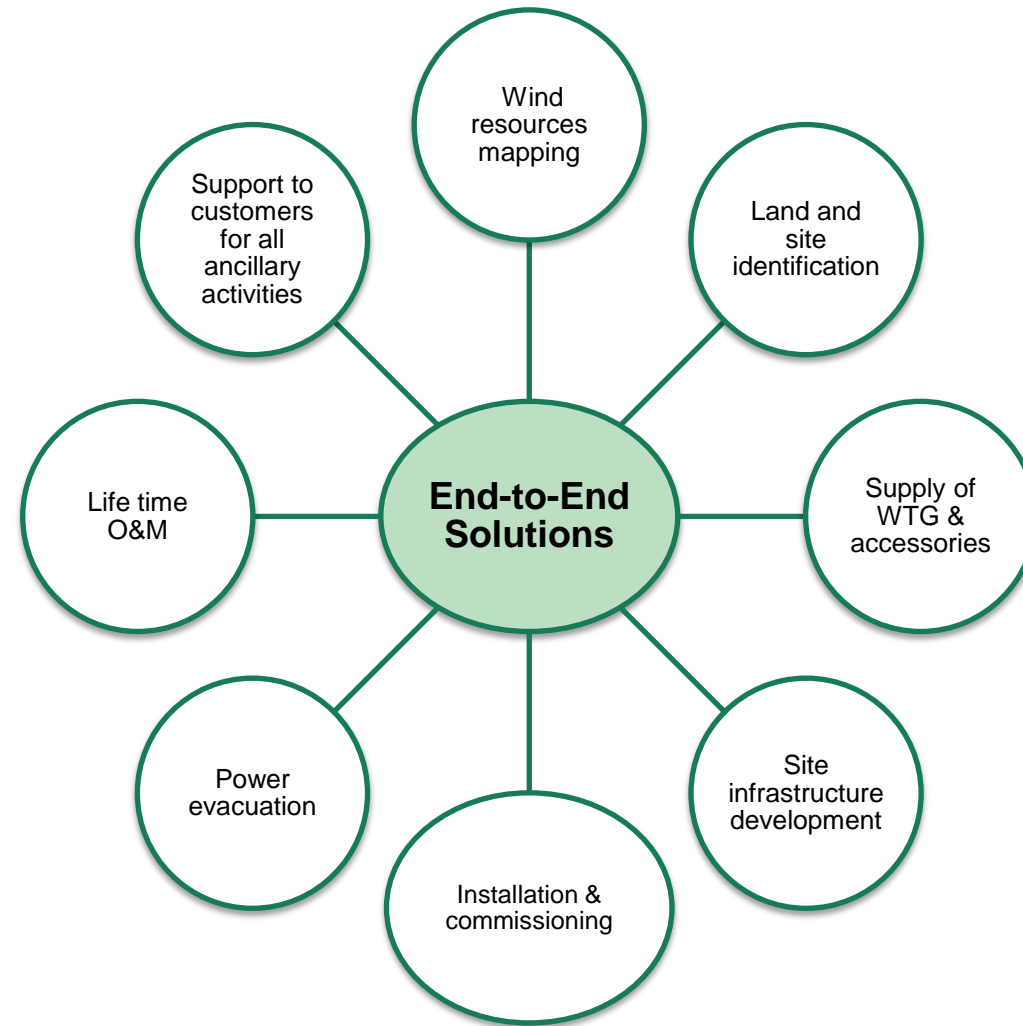 Wind
resources
mapping
Land and
site
identification
Supply of
WTG &
accessories
Site
infrastructure
development
Installation &
commissioning
Power
evacuation
Life time
O&M
Support to
customers
for all
ancillary
activities
End-to-End
Solutions